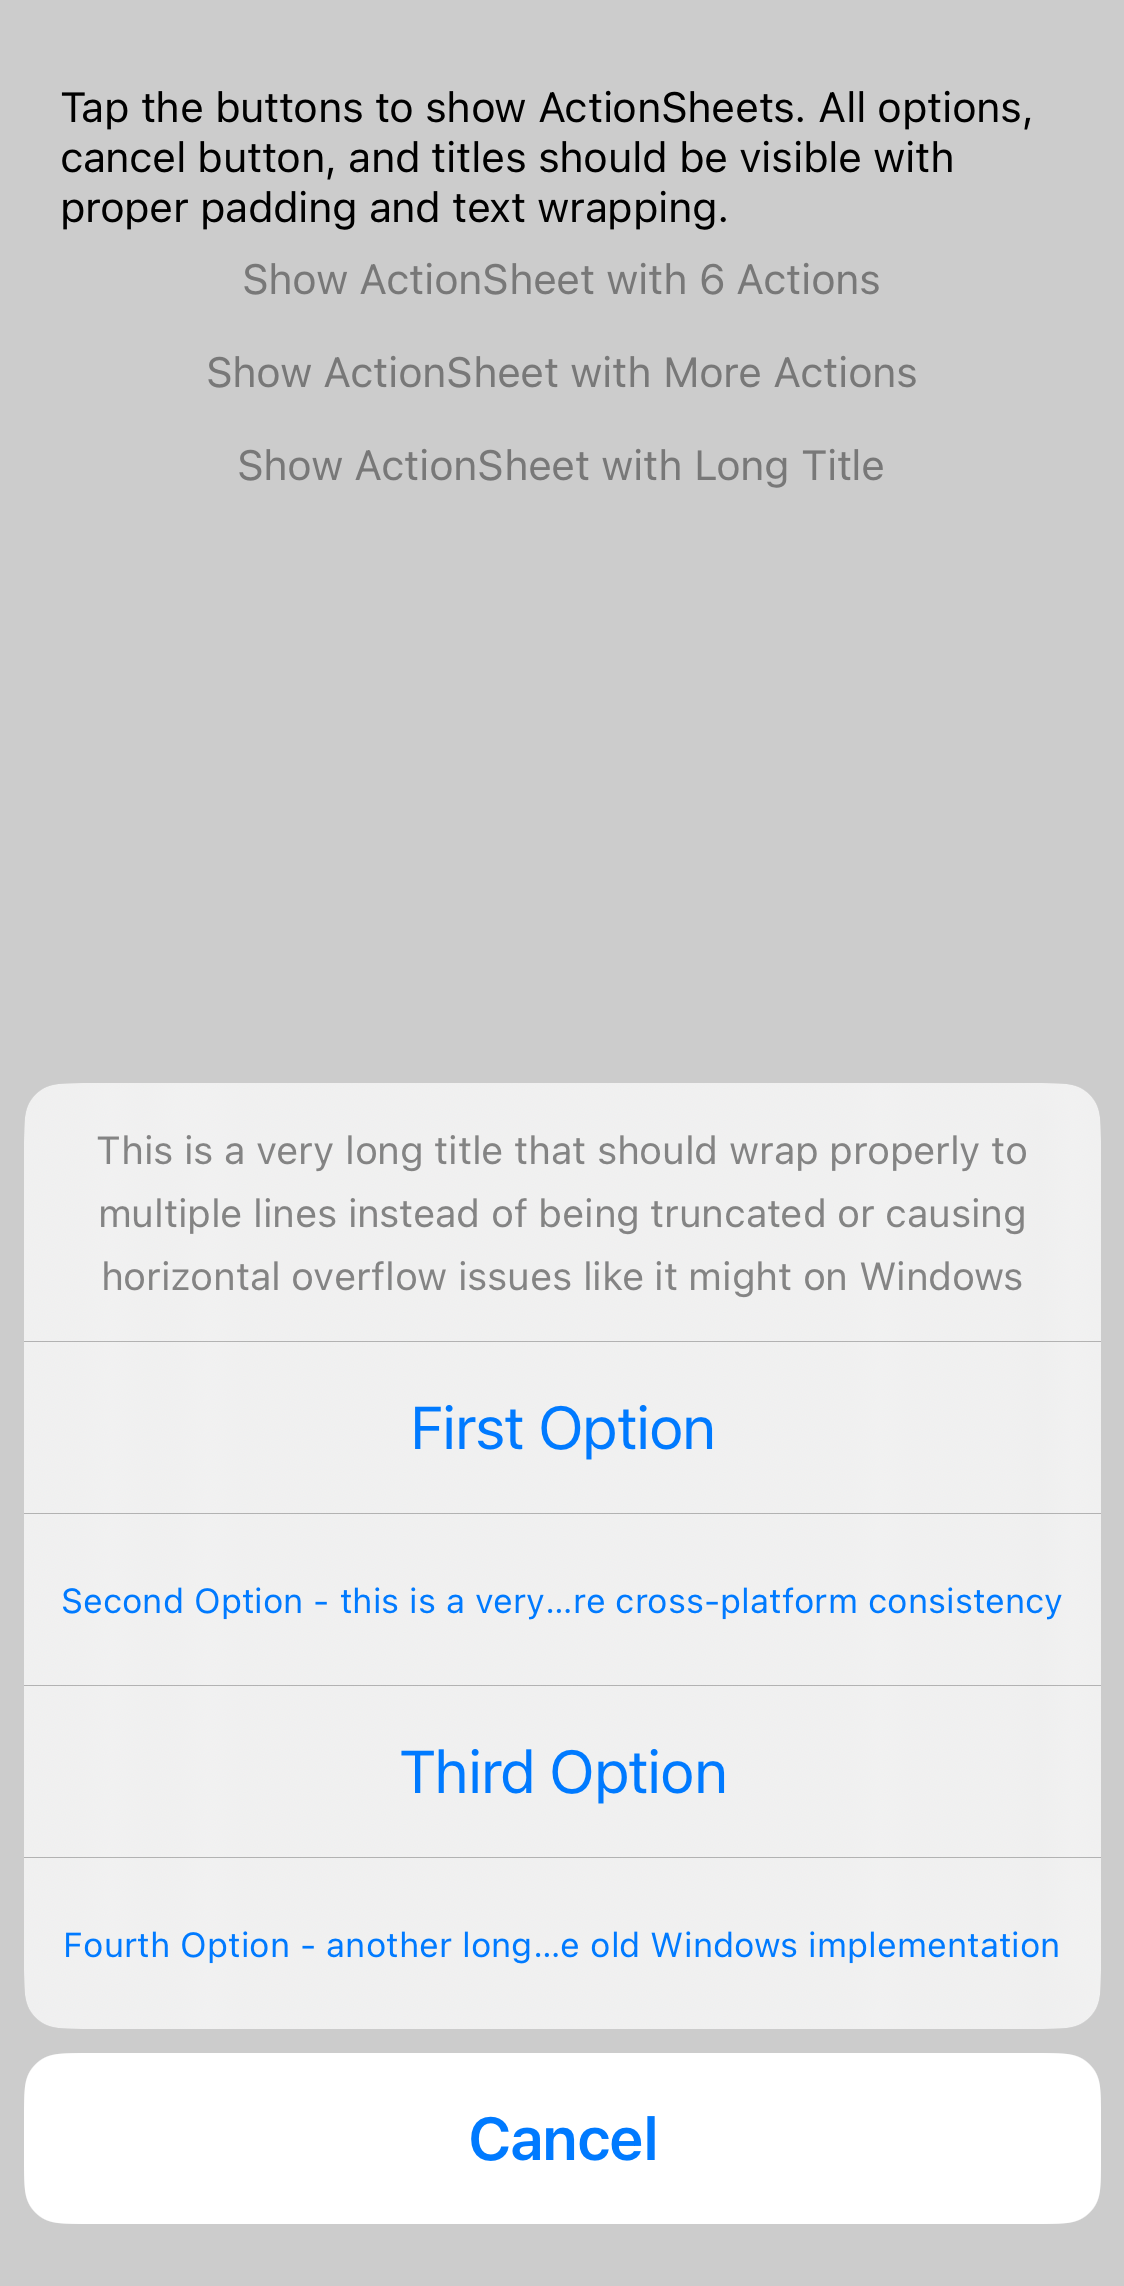 Tap the buttons to show ActionSheets. All options,
cancel button, and titles should be visible with
proper padding and text wrapping.
Show ActionSheet with 6 Actions
Show ActionSheet with More Actions
Show ActionSheet with Long Title
This is a very long title that should wrap properly to
multiple lines instead of being truncated or causing
horizontal overflow issues like it might on Windows
First Option
Second Option - this is a very...re cross-platform consistency
Third Option
Fourth Option - another long...e old Windows implementation
Cancel